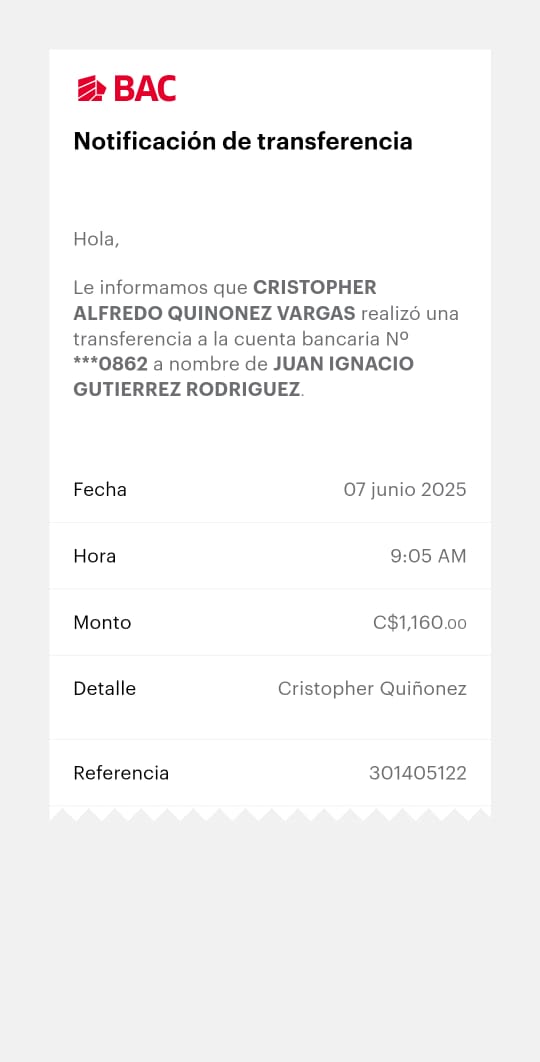 BAC
Notificación de transferencia
Hola,
Le informamos que CRISTOPHER
ALFREDO QUINONEZ VARGAS realizó una
transferencia a la cuenta bancaria Nº
***0862 a nombre de JUAN IGNACIO
GUTIERREZ RODRIGUEZ.
Fecha 07 junio 2025
Hora 9:05 AM
Monto C$1,160.00
Detalle Cristopher Quiñonez
Referencia 301405122